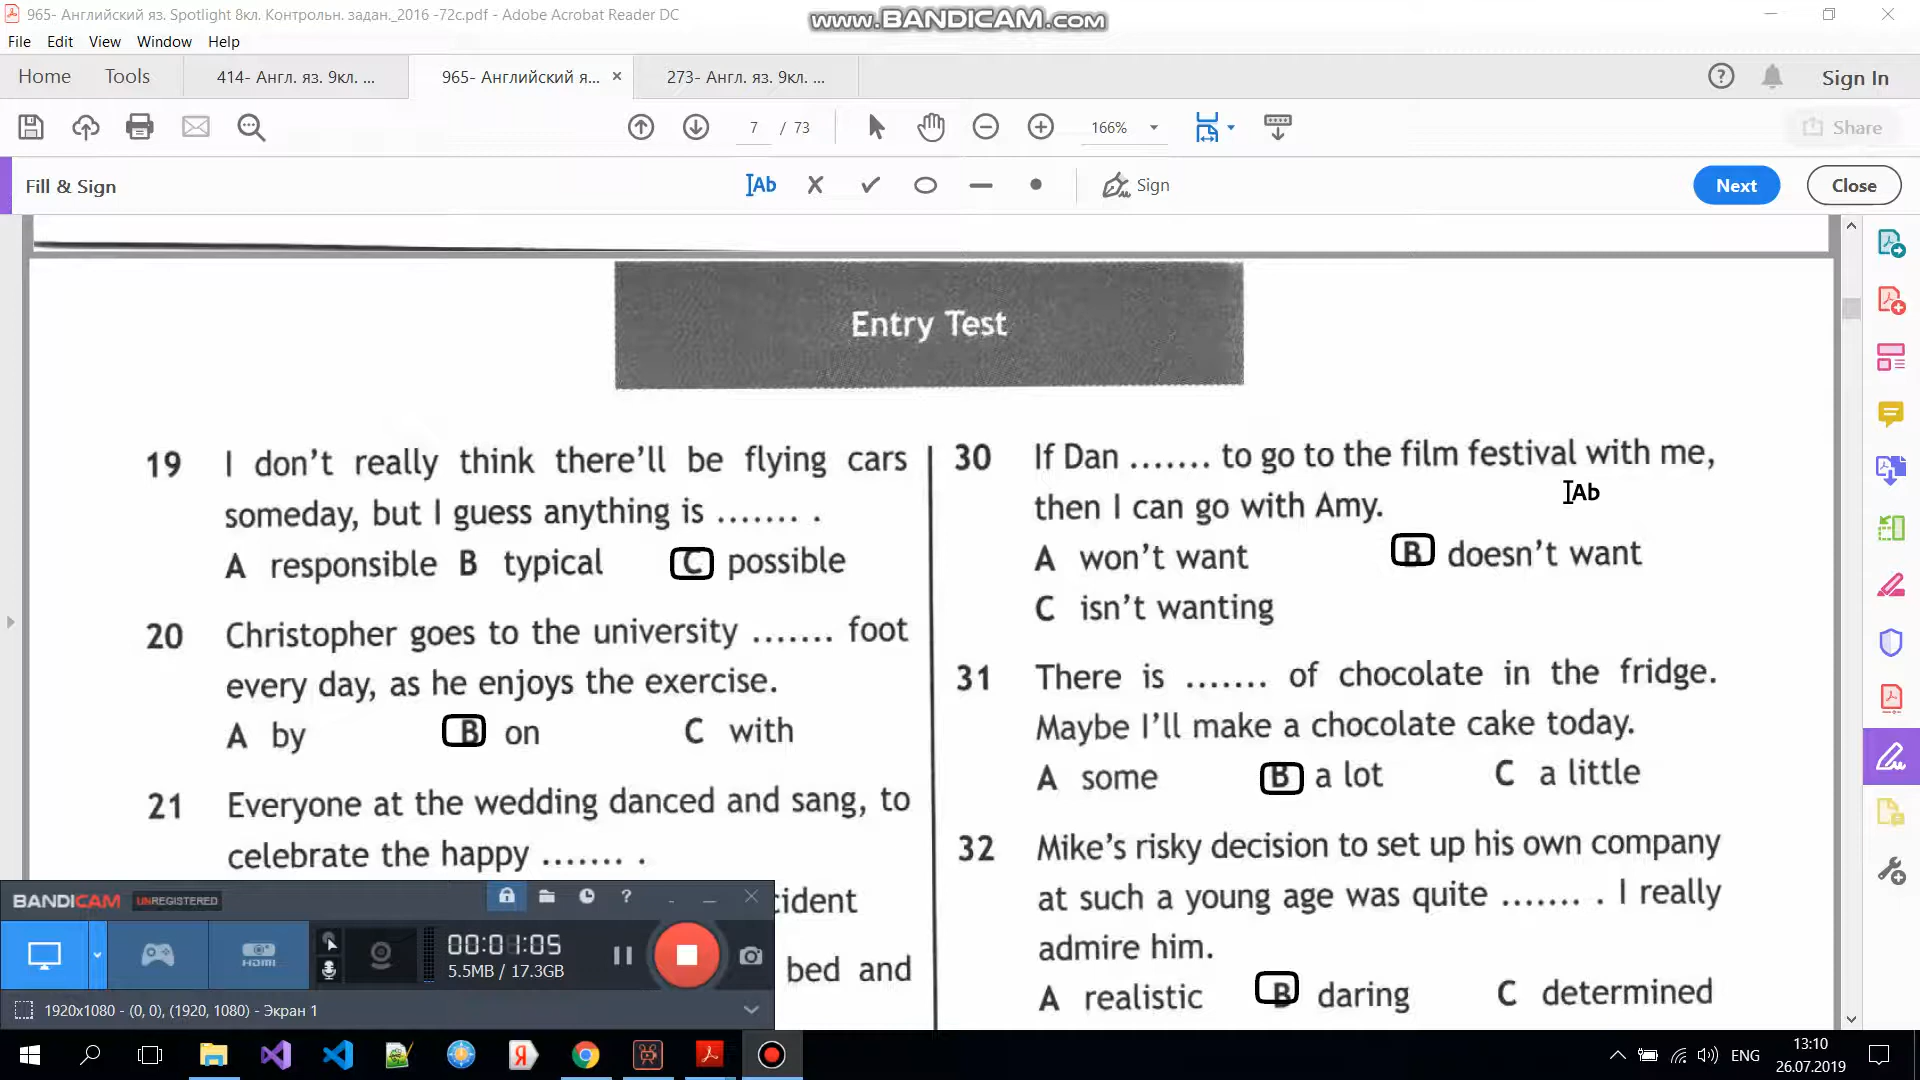 965- Английский яз. Spotlight 8кл. Контрольн. задан._2016 -72с.pdf - Adobe Acrobat Reader DC
www.BANDICAM.com
File Edit View Window Help
Home Tools 414- Англ. яз. 9кл. ... 965- Английский я... × 273- Англ. яз. 9кл. ... Sign In
7 / 73 166% Share
Fill & Sign Ab Sign Next Close
Entry Test
19 I don't really think there'll be flying cars
someday, but I guess anything is ....... .
A responsible B typical C possible
20 Christopher goes to the university ....... foot
every day, as he enjoys the exercise.
A by B on C with
21 Everyone at the wedding danced and sang, to
celebrate the happy ....... .
cident
bed and
30 If Dan ....... to go to the film festival with me,
then I can go with Amy.
Ab
A won't want B doesn't want
C isn't wanting
31 There is ....... of chocolate in the fridge.
Maybe I'll make a chocolate cake today.
A some B a lot C a little
32 Mike's risky decision to set up his own company
at such a young age was quite ....... . I really
admire him.
A realistic B daring C determined
BANDICAM UNREGISTERED
HDMI 00:01:05
5.5MB / 17.3GB
1920x1080 - (0, 0), (1920, 1080) - Экран 1
ENG 13:10
26.07.2019